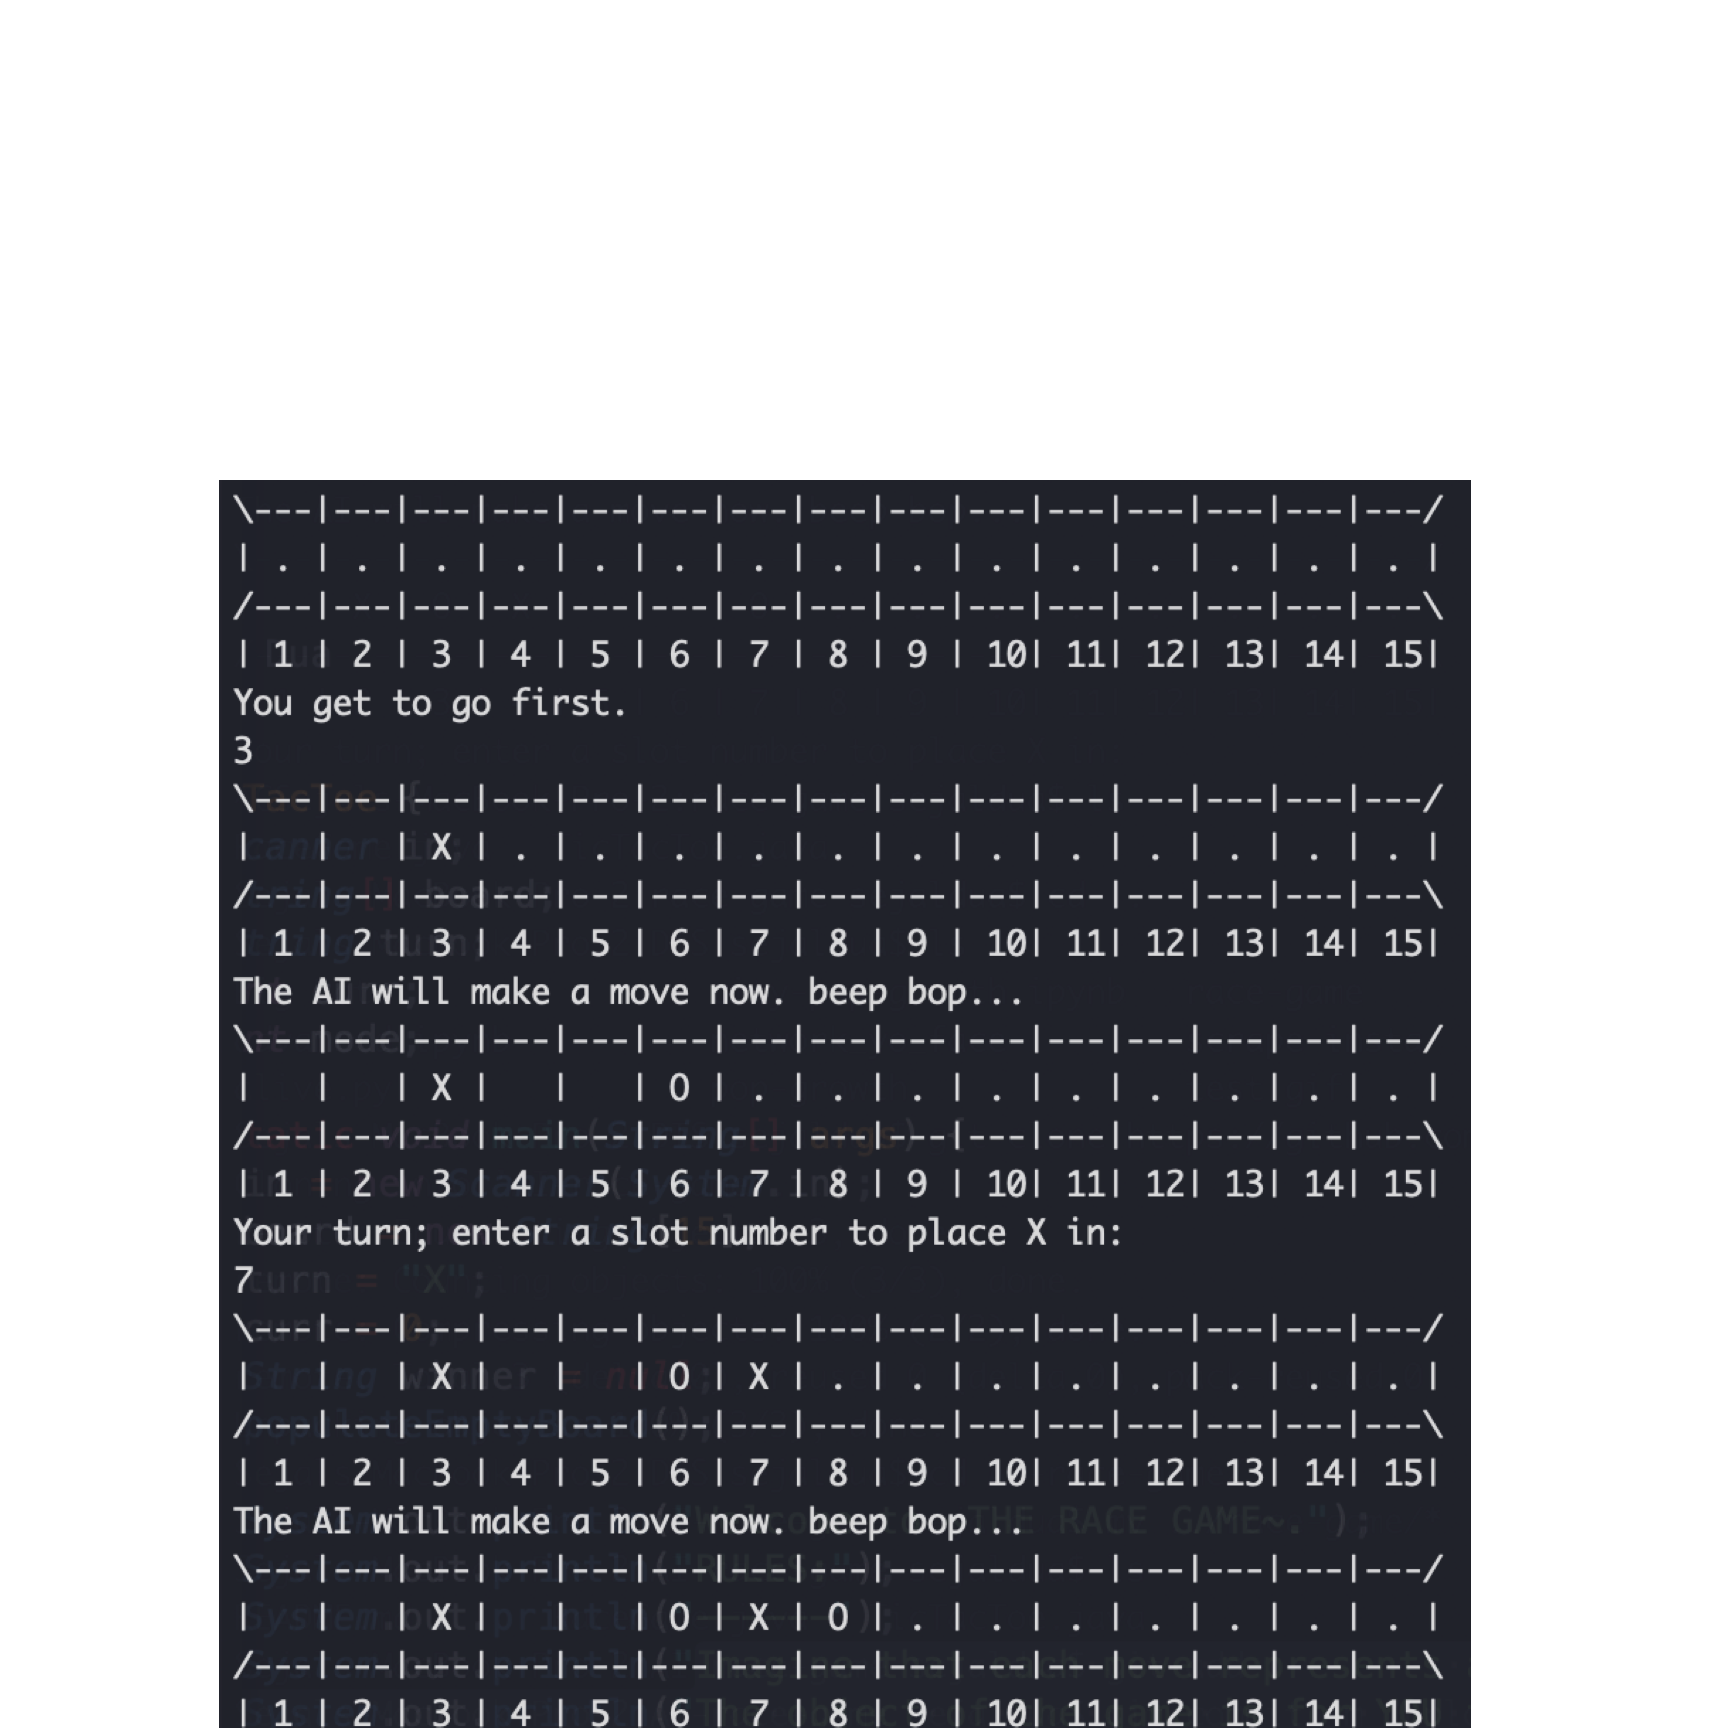 \---|---|---|---|---|---|---|---|---|---|---|---|---|---|---/
| . | . | . | . | . | . | . | . | . | . | . | . | . | . | . |
/---|---|---|---|---|---|---|---|---|---|---|---|---|---|---\
| 1 | 2 | 3 | 4 | 5 | 6 | 7 | 8 | 9 | 10| 11| 12| 13| 14| 15|
You get to go first.
3
\---|---|---|---|---|---|---|---|---|---|---|---|---|---|---/
|   |   | X | . | . | . | . | . | . | . | . | . | . | . | . |
/---|---|---|---|---|---|---|---|---|---|---|---|---|---|---\
| 1 | 2 | 3 | 4 | 5 | 6 | 7 | 8 | 9 | 10| 11| 12| 13| 14| 15|
The AI will make a move now. beep bop...
\---|---|---|---|---|---|---|---|---|---|---|---|---|---|---/
|   |   | X |   |   | O | . | . | . | . | . | . | . | . | . |
/---|---|---|---|---|---|---|---|---|---|---|---|---|---|---\
| 1 | 2 | 3 | 4 | 5 | 6 | 7 | 8 | 9 | 10| 11| 12| 13| 14| 15|
Your turn; enter a slot number to place X in:
7
\---|---|---|---|---|---|---|---|---|---|---|---|---|---|---/
|   |   | X |   |   | O | X | . | . | . | . | . | . | . | . |
/---|---|---|---|---|---|---|---|---|---|---|---|---|---|---\
| 1 | 2 | 3 | 4 | 5 | 6 | 7 | 8 | 9 | 10| 11| 12| 13| 14| 15|
The AI will make a move now. beep bop...
\---|---|---|---|---|---|---|---|---|---|---|---|---|---|---/
|   |   | X |   |   | O | X | O | . | . | . | . | . | . | . |
/---|---|---|---|---|---|---|---|---|---|---|---|---|---|---\
| 1 | 2 | 3 | 4 | 5 | 6 | 7 | 8 | 9 | 10| 11| 12| 13| 14| 15|